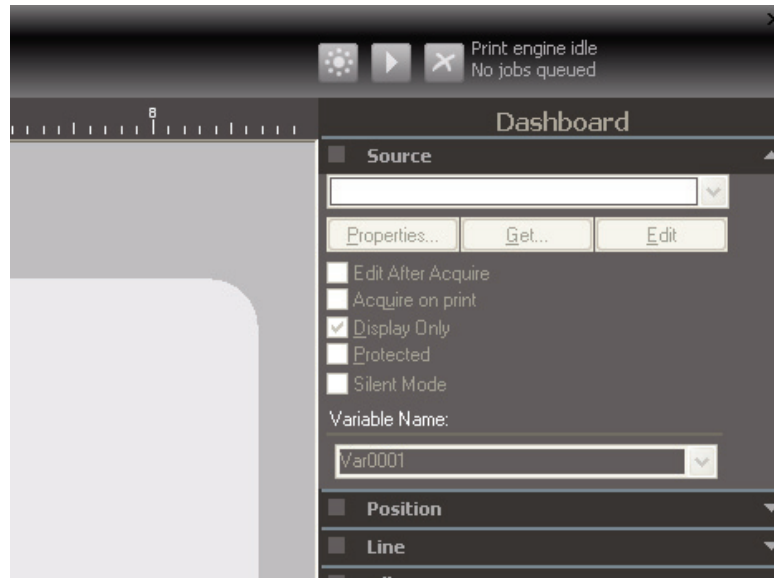 Print engine idle
No jobs queued
8
Dashboard
Source
Properties... Get... Edit
Edit After Acquire
Acquire on print
Display Only
Protected
Silent Mode
Variable Name:
Var0001
Position
Line